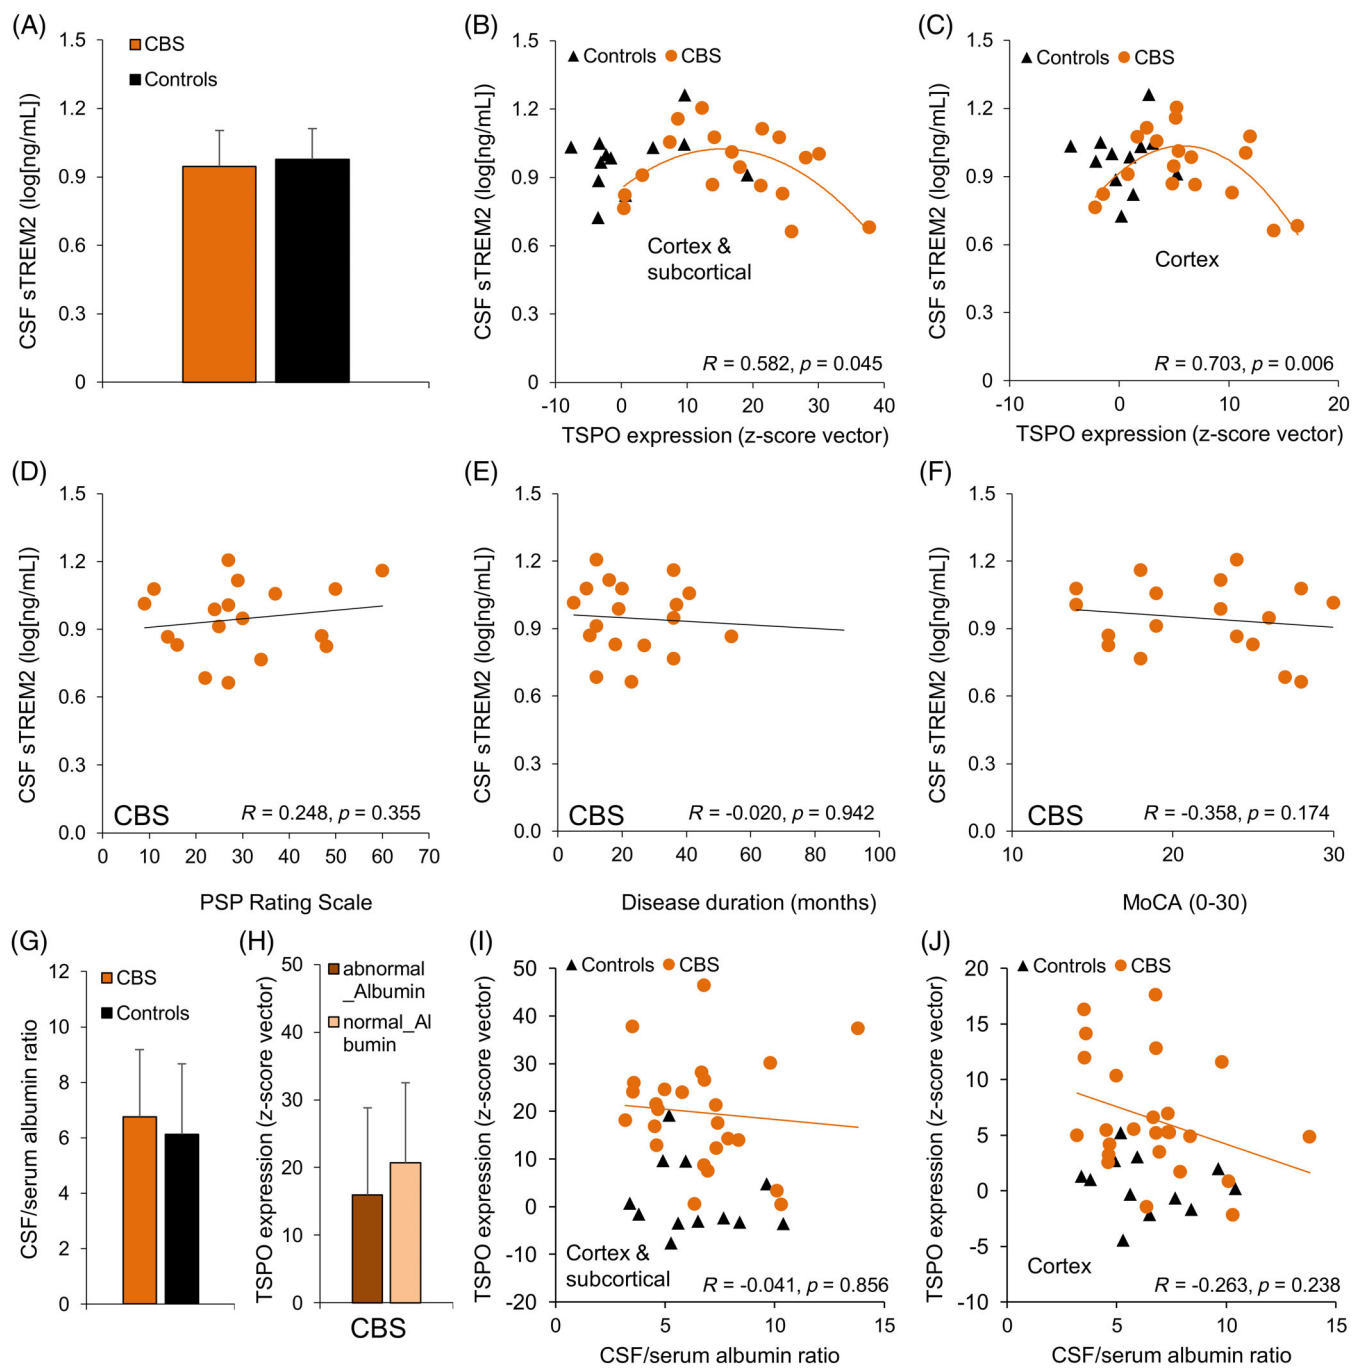 (A)
CSF sTREM2 (log[ng/mL])
1.5
1.2
0.9
0.6
0.3
0
CBS
Controls
(B)
CSF sTREM2 (log[ng/mL])
1.5
1.2
0.9
0.6
0.3
0
Controls CBS
Cortex &
subcortical
R = 0.582, p = 0.045
-10 0 10 20 30 40
TSPO expression (z-score vector)
(C)
CSF sTREM2 (log[ng/mL])
1.5
1.2
0.9
0.6
0.3
0
Controls CBS
Cortex
R = 0.703, p = 0.006
-10 0 10 20
TSPO expression (z-score vector)
(D)
CSF sTREM2 (log[ng/mL])
1.5
1.2
0.9
0.6
0.3
0.0
CBS
R = 0.248, p = 0.355
0 10 20 30 40 50 60 70
PSP Rating Scale
(E)
CSF sTREM2 (log[ng/mL])
1.5
1.2
0.9
0.6
0.3
0.0
CBS
R = -0.020, p = 0.942
0 20 40 60 80 100
Disease duration (months)
(F)
CSF sTREM2 (log[ng/mL])
1.5
1.2
0.9
0.6
0.3
0.0
CBS
R = -0.358, p = 0.174
10 20 30
MoCA (0-30)
(G)
CSF/serum albumin ratio
12
10
8
6
4
2
0
CBS
Controls
(H)
TSPO expression (z-score vector)
50
40
30
20
10
0
abnormal
_Albumin
normal_Al
bumin
CBS
(I)
TSPO expression (z-score vector)
50
40
30
20
10
0
-10
-20
Controls CBS
Cortex &
subcortical
R = -0.041, p = 0.856
0 5 10 15
CSF/serum albumin ratio
(J)
TSPO expression (z-score vector)
20
15
10
5
0
-5
-10
Controls CBS
Cortex
R = -0.263, p = 0.238
0 5 10 15
CSF/serum albumin ratio